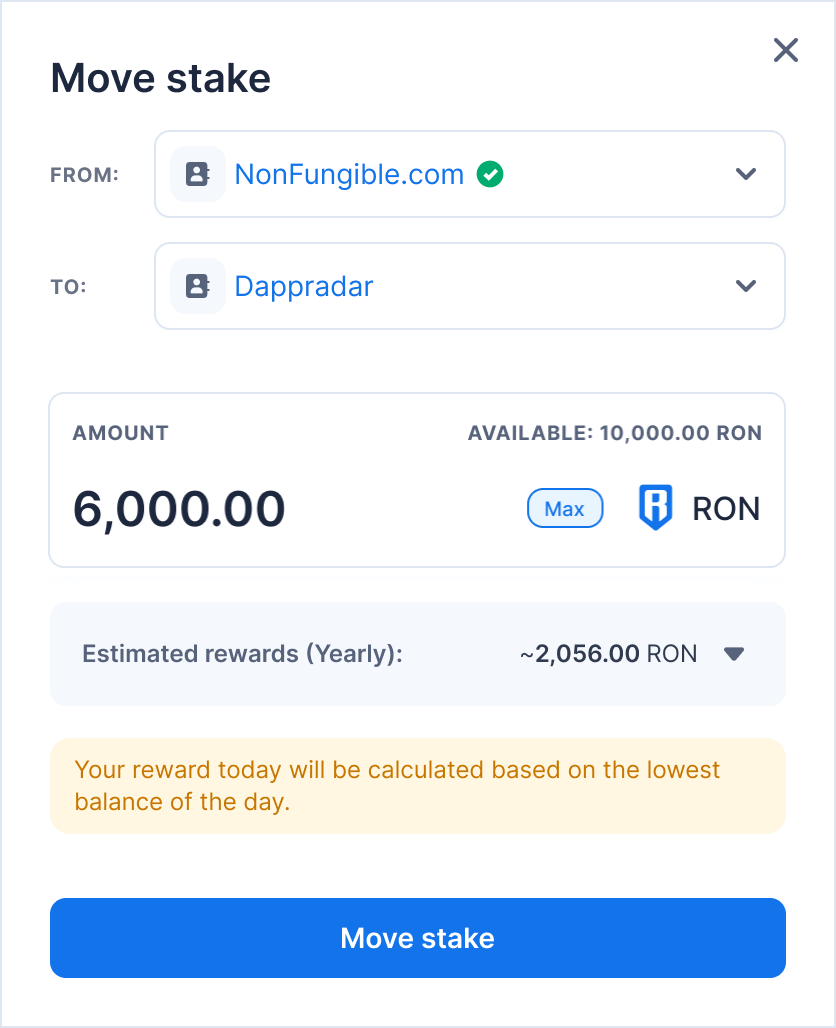 Move stake
FROM: NonFungible.com
TO: Dappradar
AMOUNT AVAILABLE: 10,000.00 RON
6,000.00 Max RON
Estimated rewards (Yearly): ~2,056.00 RON
Your reward today will be calculated based on the lowest
balance of the day.
Move stake